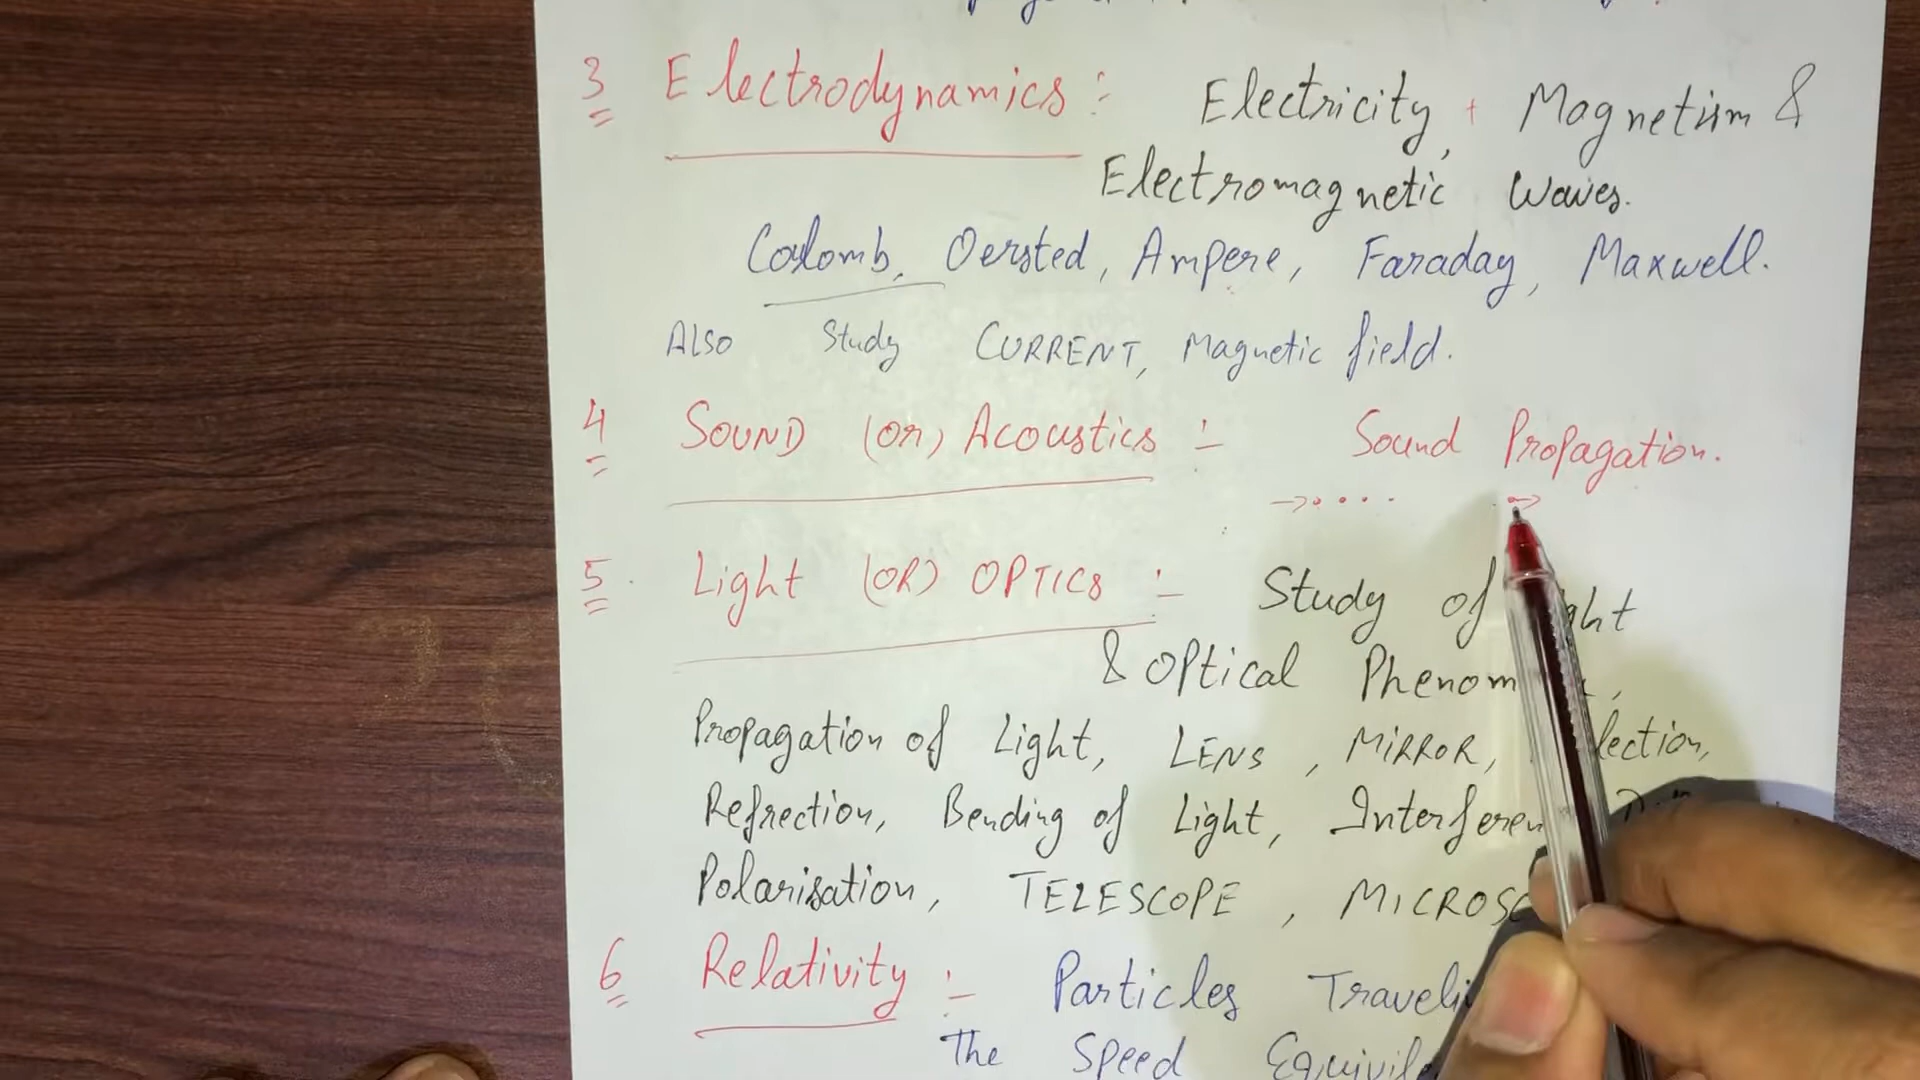 3 Electrodynamics :- Electricity, + Magnetism &
Electromagnetic Waves.
Coulomb, Oersted, Ampere, Faraday, Maxwell.
Also Study CURRENT, Magnetic field.
4 SOUND (or) Acoustics :- Sound Propagation.
5 Light (OR) OPTICS :- Study of
& Optical
Propagation of Light, LENS, MIRROR,
Refrection, Bending of Light,
Polarisation, TELESCOPE,
6 Relativity :- Particles
The Speed